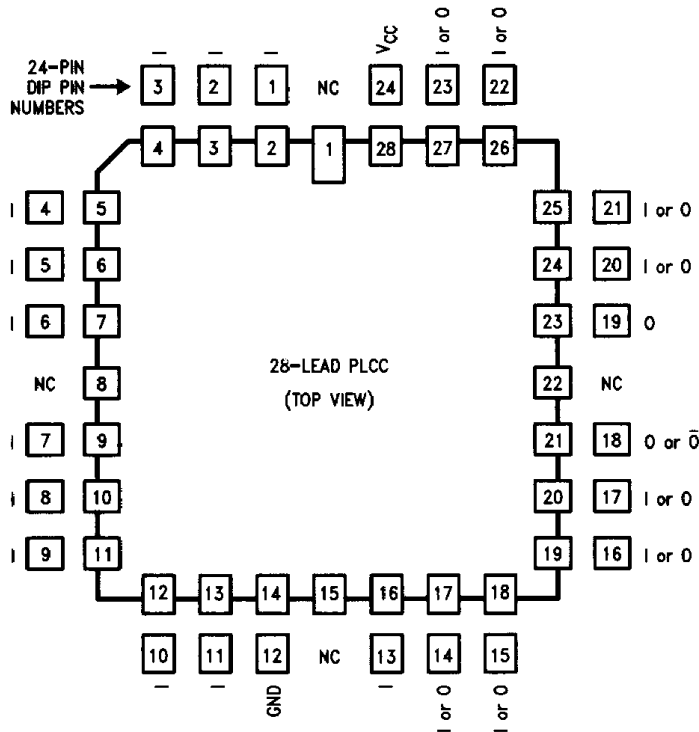 I I I V_CC I or O I or O
24-PIN
DIP PIN
NUMBERS
3 2 1 NC 24 23 22
4 3 2 1 28 27 26
I 4 5 25 21 I or O
I 5 6 24 20 I or O
I 6 7 23 19 O
28-LEAD PLCC
(TOP VIEW)
NC 8 22 NC
I 7 9 21 18 O or Ō
I 8 10 20 17 I or O
I 9 11 19 16 I or O
12 13 14 15 16 17 18
10 11 12 NC 13 14 15
I I GND I I or O I or O